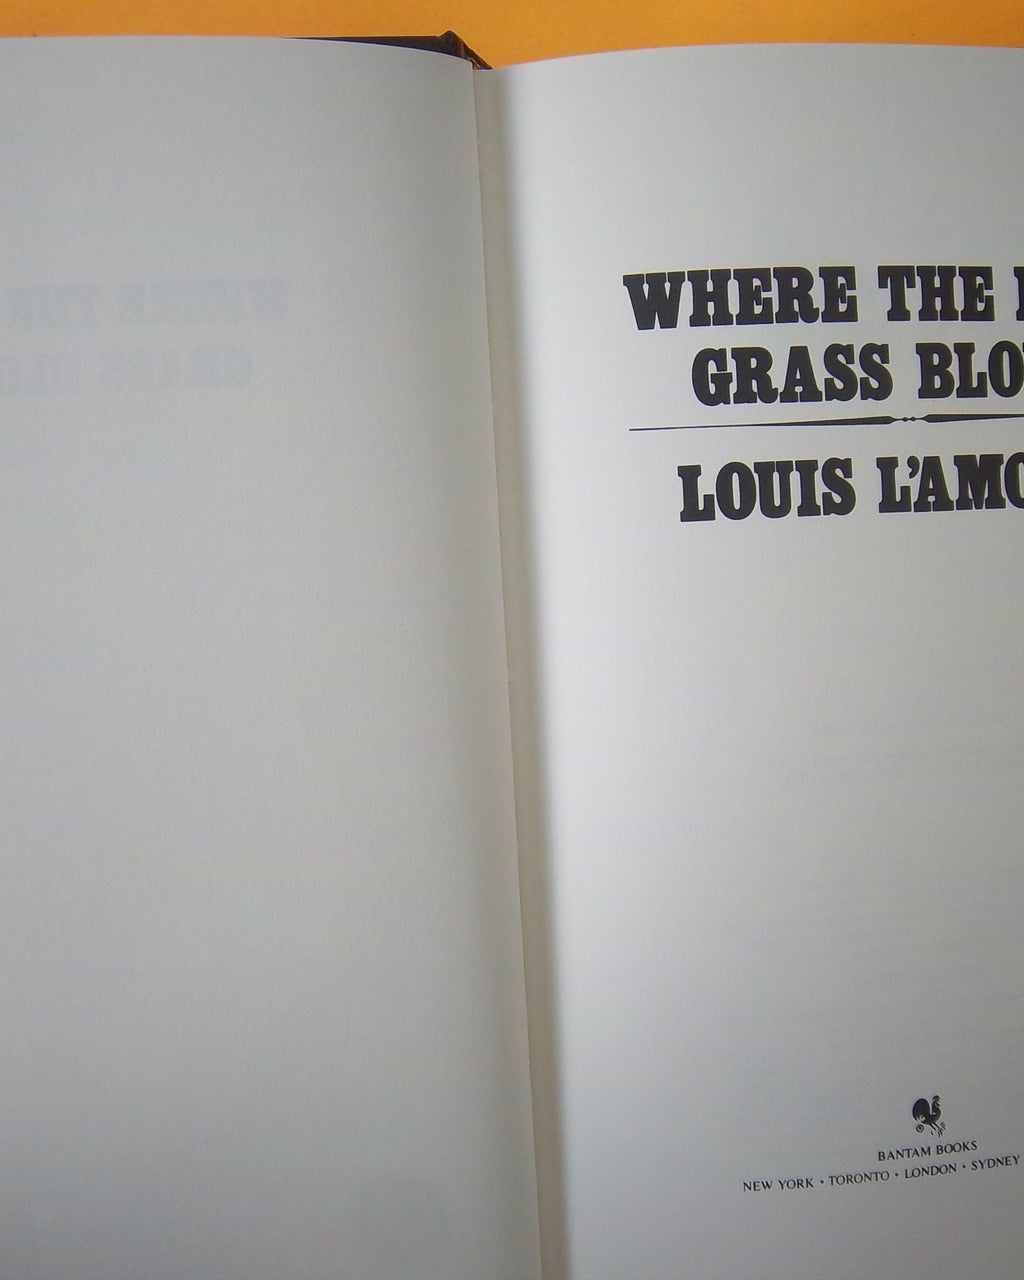 WHERE THE
GRASS BLO
LOUIS L'AMO
BANTAM BOOKS
NEW YORK • TORONTO • LONDON • SYDNEY